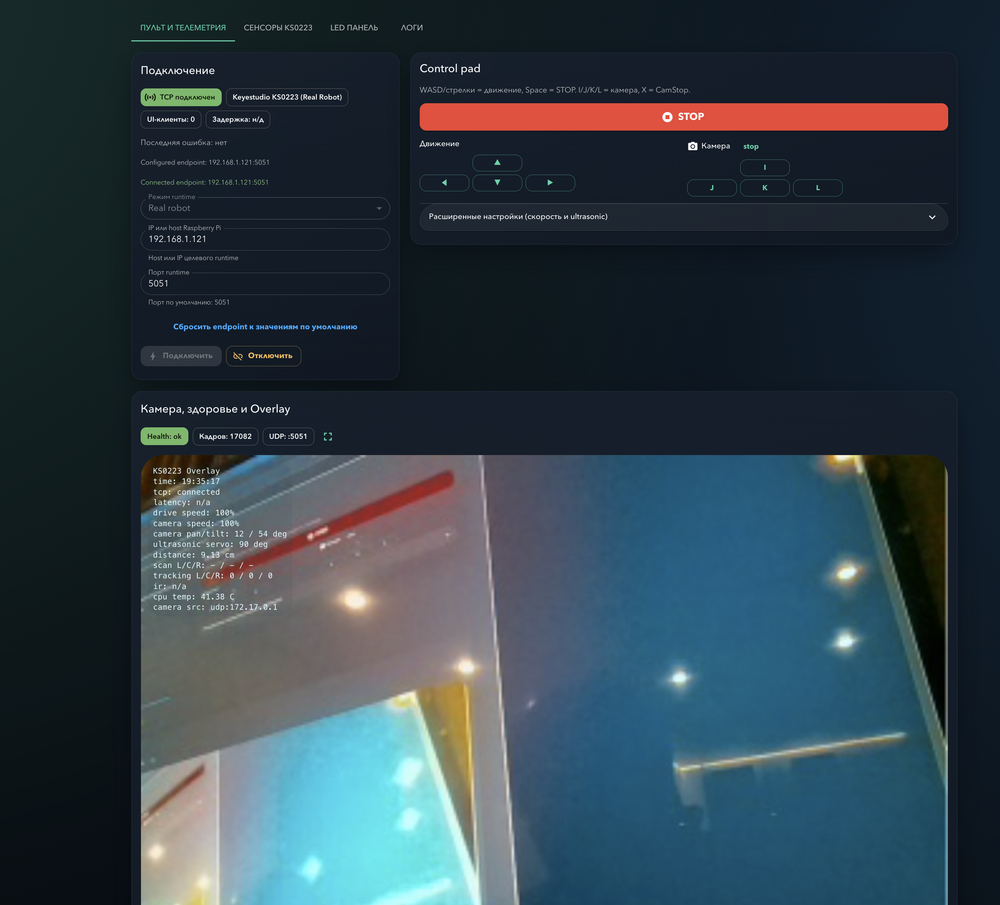 ПУЛЬТ И ТЕЛЕМЕТРИЯ
СЕНСОРЫ KS0223
LED ПАНЕЛЬ
ЛОГИ
Подключение
TCP подключен
Keyestudio KS0223 (Real Robot)
UI-клиенты: 0
Задержка: н/д
Последняя ошибка: нет
Configured endpoint: 192.168.1.121:5051
Connected endpoint: 192.168.1.121:5051
Режим runtime
Real robot
IP или host Raspberry Pi
192.168.1.121
Host или IP целевого runtime
Порт runtime
5051
Порт по умолчанию: 5051
Сбросить endpoint к значениям по умолчанию
Подключить
Отключить
Control pad
WASD/стрелки = движение, Space = STOP. I/J/K/L = камера, X = CamStop.
STOP
Движение
Камера
stop
I
J
K
L
Расширенные настройки (скорость и ultrasonic)
Камера, здоровье и Overlay
Health: ok
Кадров: 17082
UDP: :5051
KS0223 Overlay
time: 19:35:17
tcp: connected
latency: n/a
drive speed: 100%
camera speed: 100%
camera pan/tilt: 12 / 54 deg
ultrasonic servo: 90 deg
distance: 9.13 cm
scan L/C/R: - / - / -
tracking L/C/R: 0 / 0 / 0
ir: n/a
cpu temp: 41.38 C
camera src: udp:172.17.0.1